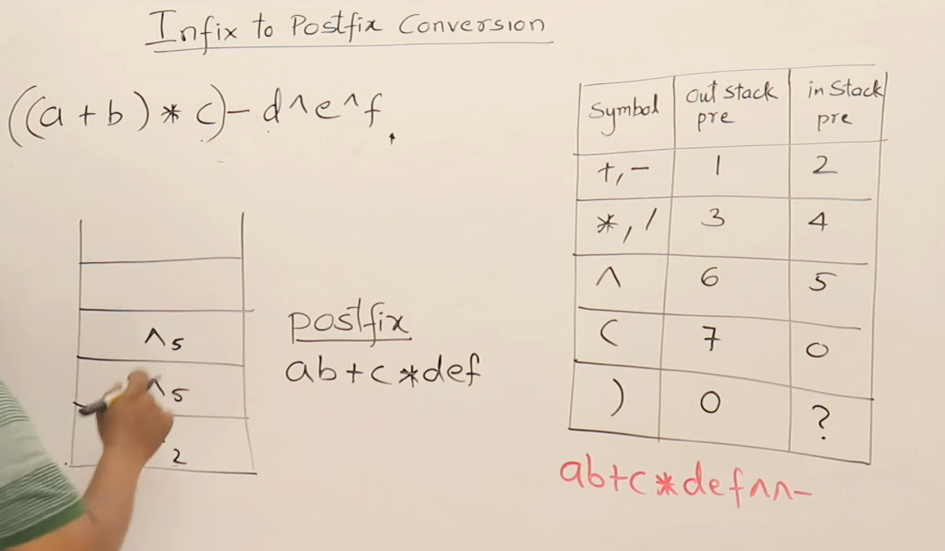 Infix to Postfix Conversion
((a+b)*c)-d^e^f
^5
^5
2
postfix
ab+c*def
Symbol out stack pre in stack pre
+,- 1 2
*,/ 3 4
^ 6 5
( 7 0
) 0 ?
ab+c*def^^-